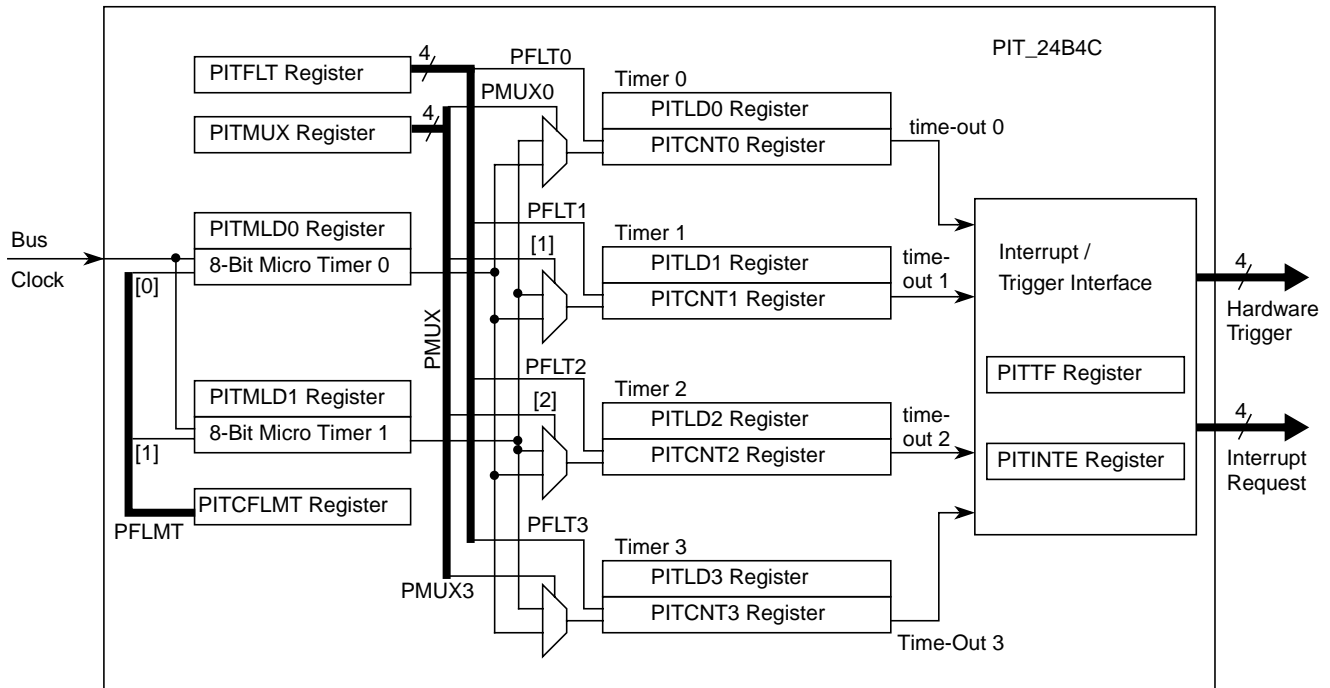 PIT_24B4C
4
PFLT0
PITFLT Register
Timer 0
PMUX0
PITLD0 Register
4
PITMUX Register
time-out 0
PITCNT0 Register
PFLT1
PITMLD0 Register
Timer 1
Bus
[1]
Interrupt /
PITLD1 Register
time-
out 1
4
8-Bit Micro Timer 0
Clock
[0]
Trigger Interface
PITCNT1 Register
Hardware
Trigger
PMUX
PFLT2
PITTF Register
Timer 2
PITMLD1 Register
[2]
4
PITLD2 Register
time-
out 2
8-Bit Micro Timer 1
[1]
PITCNT2 Register
PITINTE Register
Interrupt
Request
PITCFLMT Register
PFLMT
PFLT3
Timer 3
PITLD3 Register
PMUX3
PITCNT3 Register
Time-Out 3